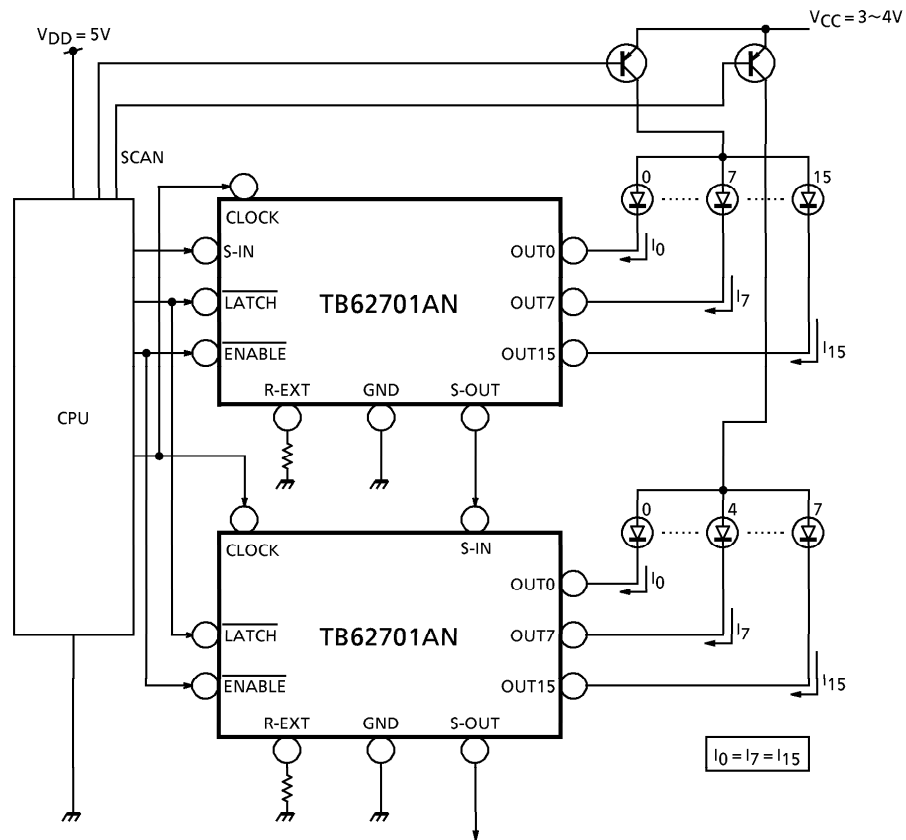 VCC = 3~4V
VDD = 5V
SCAN
0
7
15
CLOCK
S-IN
OUT0
I0
LATCH
TB62701AN
OUT7
I7
ENABLE
OUT15
I15
R-EXT
GND
S-OUT
CPU
0
4
7
CLOCK
S-IN
OUT0
I0
LATCH
TB62701AN
OUT7
I7
ENABLE
OUT15
I15
R-EXT
GND
S-OUT
I0 = I7 = I15